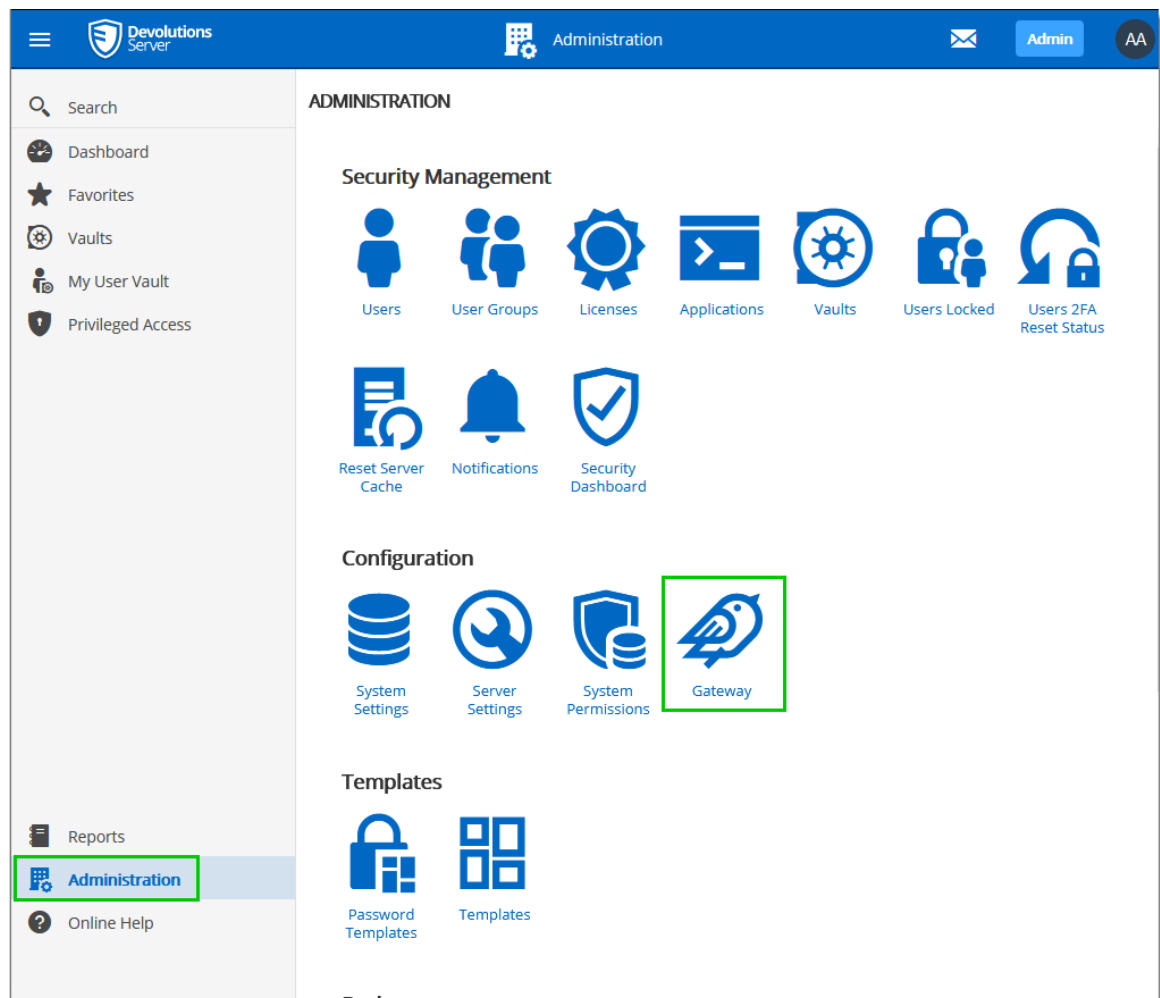 Devolutions
Server
Administration
Admin
AA
Search
Dashboard
Favorites
Vaults
My User Vault
Privileged Access
Reports
Administration
Online Help
ADMINISTRATION
Security Management
Users
User Groups
Licenses
Applications
Vaults
Users Locked
Users 2FA
Reset Status
Reset Server
Cache
Notifications
Security
Dashboard
Configuration
System
Settings
Server
Settings
System
Permissions
Gateway
Templates
Password
Templates
Templates